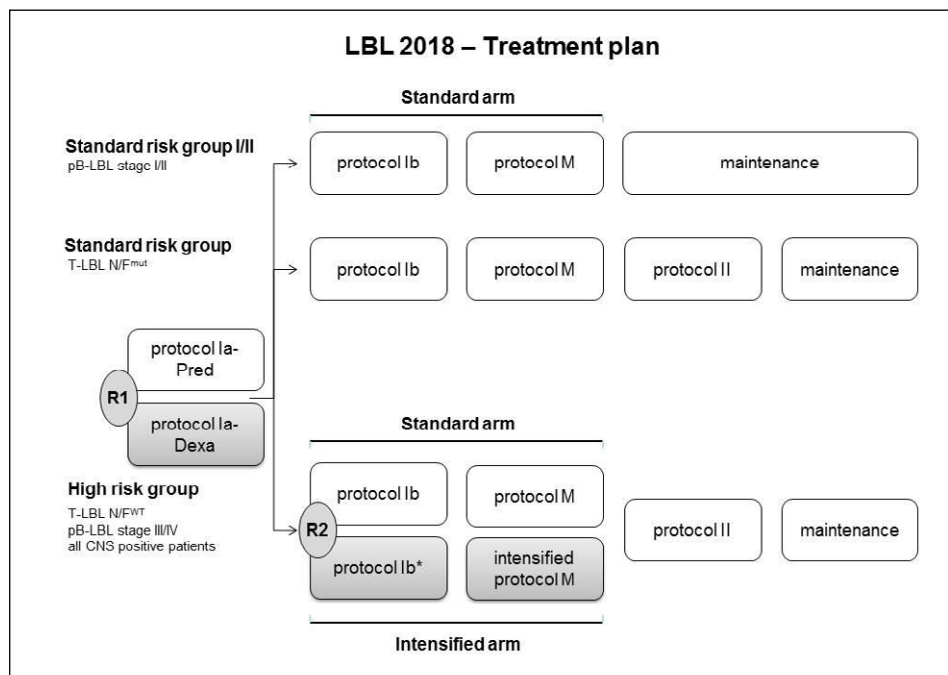 LBL 2018 – Treatment plan
Standard arm
Standard risk group I/II
pB-LBL stage I/II
protocol Ib
protocol M
maintenance
Standard risk group
T-LBL N/Fmut
protocol Ib
protocol M
protocol II
maintenance
protocol Ia-
Pred
R1
protocol Ia-
Dexa
Standard arm
High risk group
T-LBL N/FWT
pB-LBL stage III/IV
all CNS positive patients
protocol Ib
protocol M
R2
protocol II
maintenance
protocol Ib*
intensified
protocol M
Intensified arm